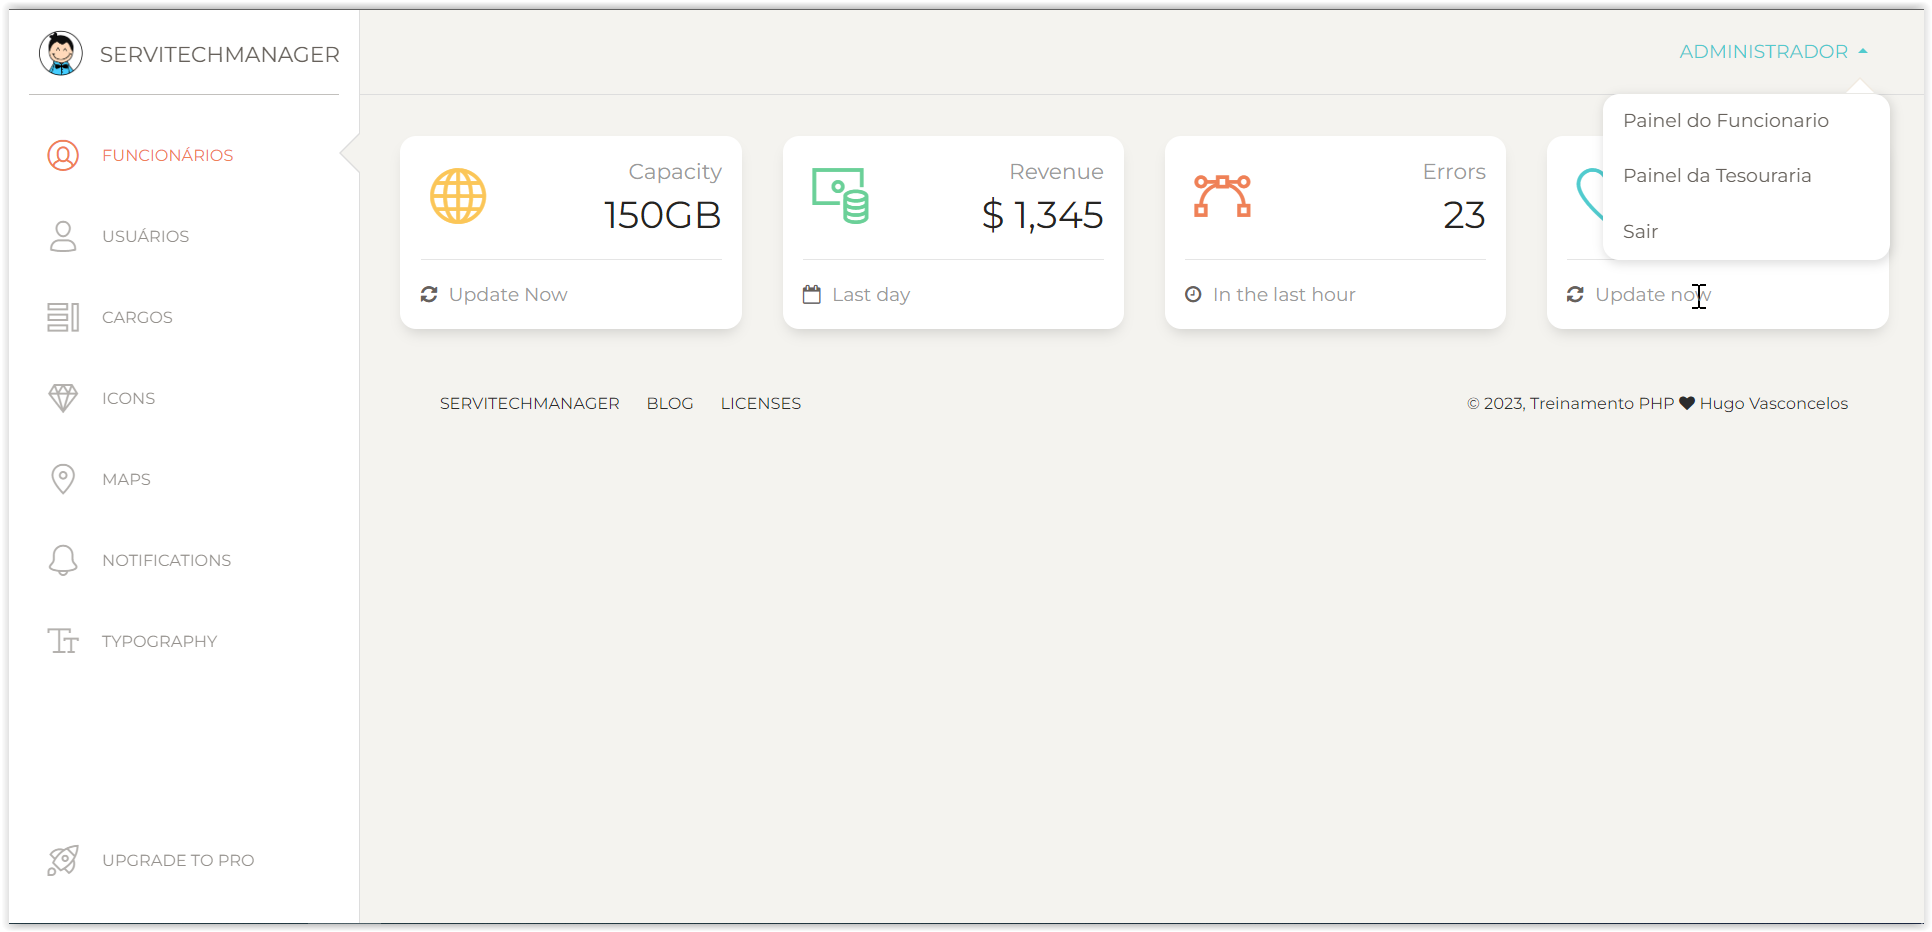 SERVITECHMANAGER
ADMINISTRADOR
Painel do Funcionario
Painel da Tesouraria
Sair
FUNCIONÁRIOS
USUÁRIOS
CARGOS
ICONS
MAPS
NOTIFICATIONS
TYPOGRAPHY
UPGRADE TO PRO
Capacity
150GB
Update Now
Revenue
$ 1,345
Last day
Errors
23
In the last hour
Update now
SERVITECHMANAGER BLOG LICENSES
© 2023, Treinamento PHP ♥ Hugo Vasconcelos